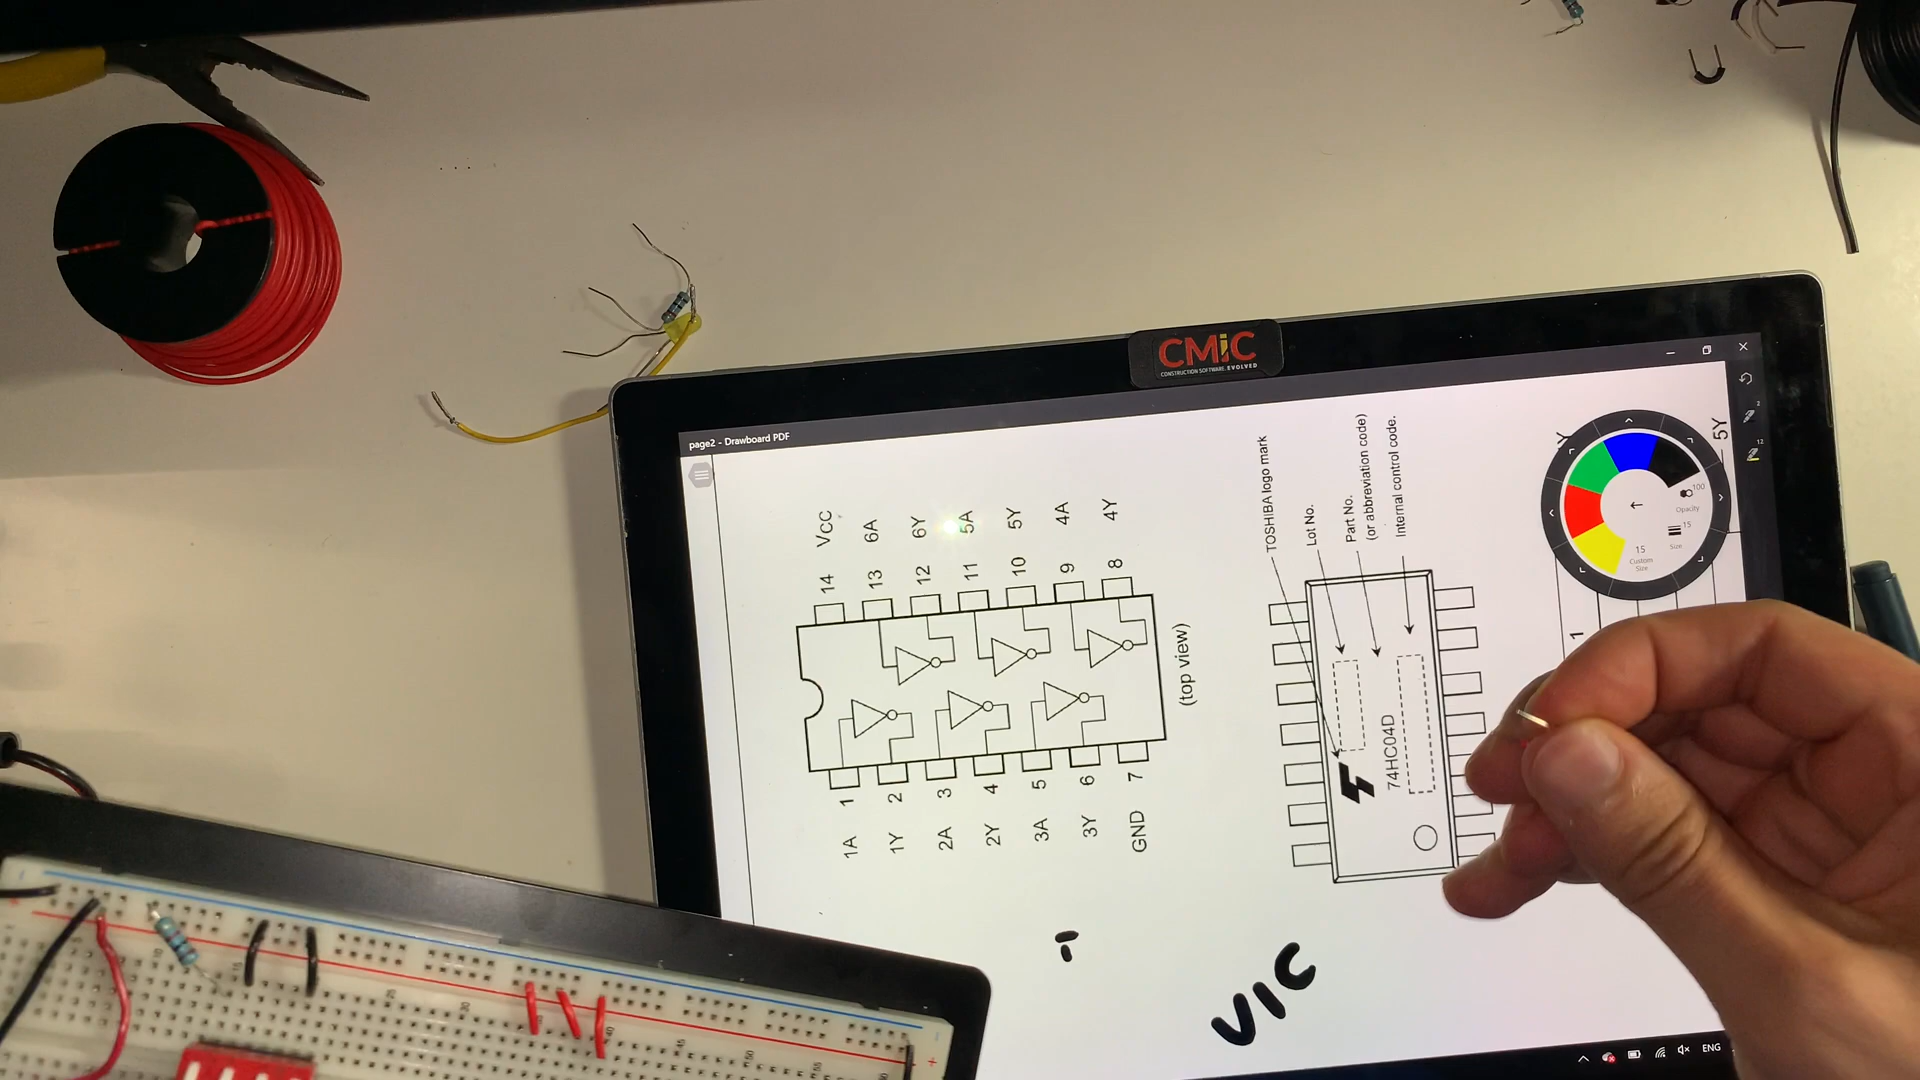 CMiC
CONSTRUCTION SOFTWARE. EVOLVED
page2 - Drawboard PDF
VCC 6A 6Y 5A 5Y 4A 4Y
14 13 12 11 10 9 8
1 2 3 4 5 6 7
1A 1Y 2A 2Y 3A 3Y GND
(top view)
TOSHIBA logo mark
Lot No.
Part No.
(or abbreviation code)
Internal control code.
74HC04D
Y
5Y
1
100
Opacity
15
Size
15
Custom
Size
2
12
VIC
ENG